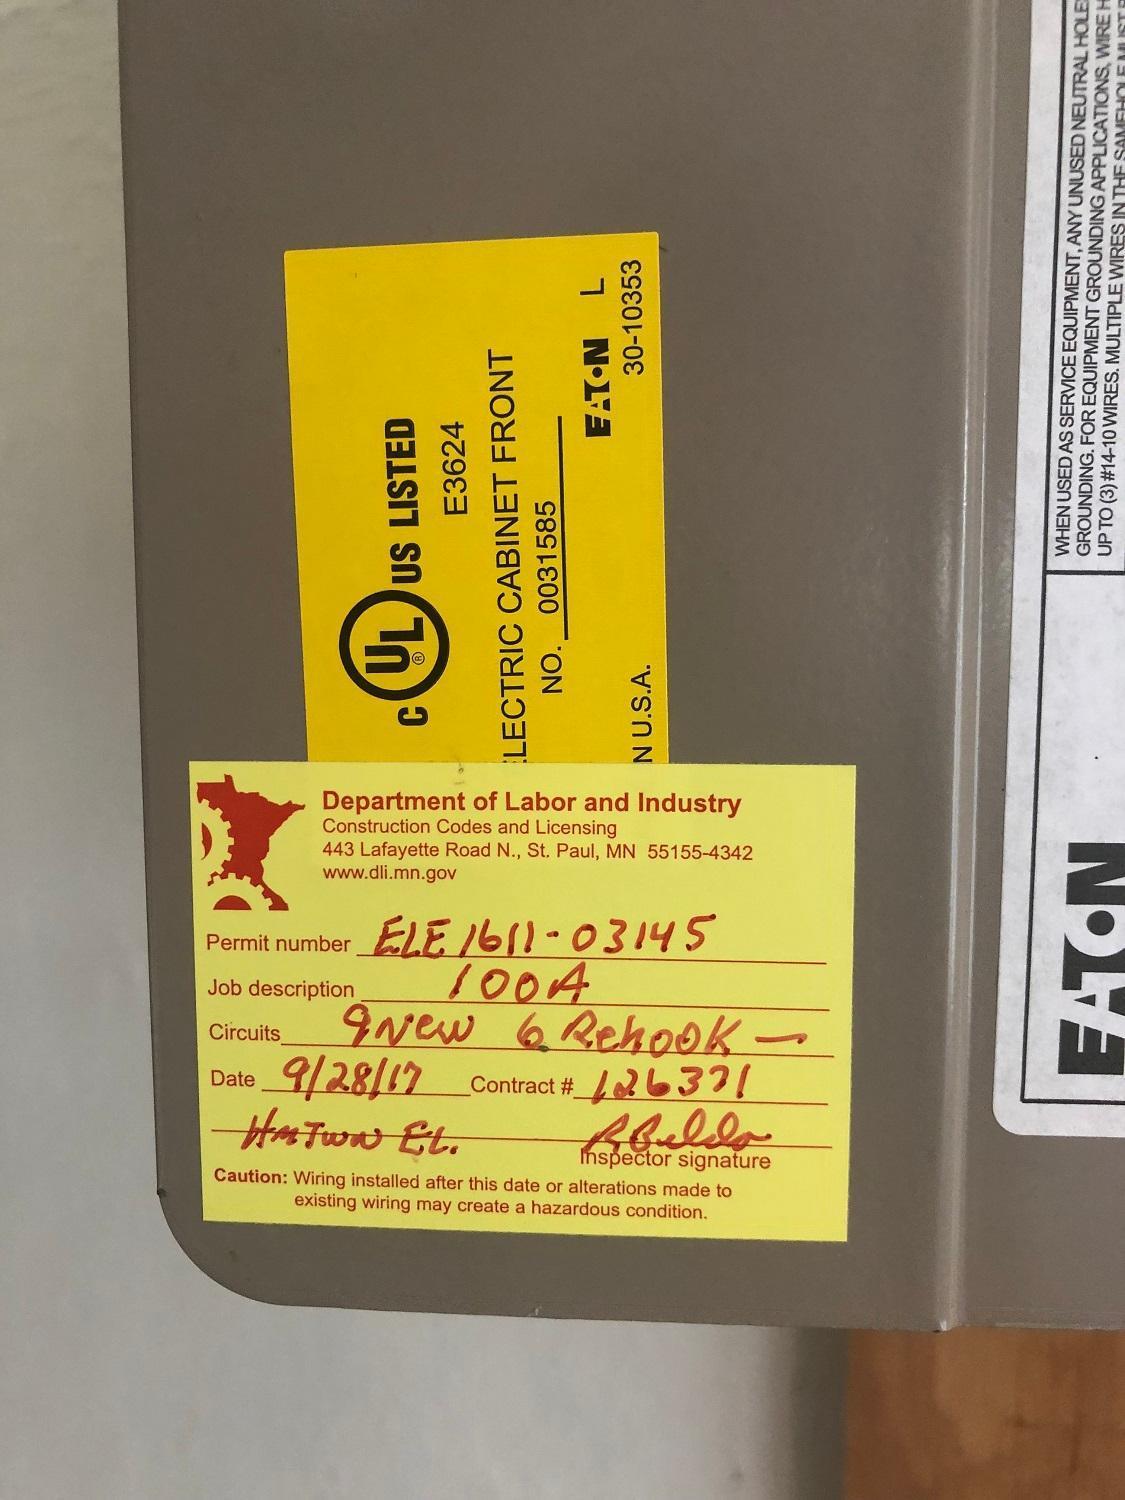 C UL US LISTED
®
E3624
LECTRIC CABINET FRONT
NO. 0031585
EATON L
N U.S.A. 30-10353
Department of Labor and Industry
Construction Codes and Licensing
443 Lafayette Road N., St. Paul, MN 55155-4342
www.dli.mn.gov
Permit number ELE1611-03145
Job description 100A
Circuits 9 New 6 Rehook —
Date 9/28/17 Contract # 126371
HMTWN EL.
Inspector signature
Caution: Wiring installed after this date or alterations made to
existing wiring may create a hazardous condition.
WHEN USED AS SERVICE EQUIPMENT, ANY UNUSED NEUTRAL HOLE
GROUNDING. FOR EQUIPMENT GROUNDING APPLICATIONS, WIRE H
UP TO (3) #14-10 WIRES. MULTIPLE WIRES IN THE SAME HOLE MUST
EATON